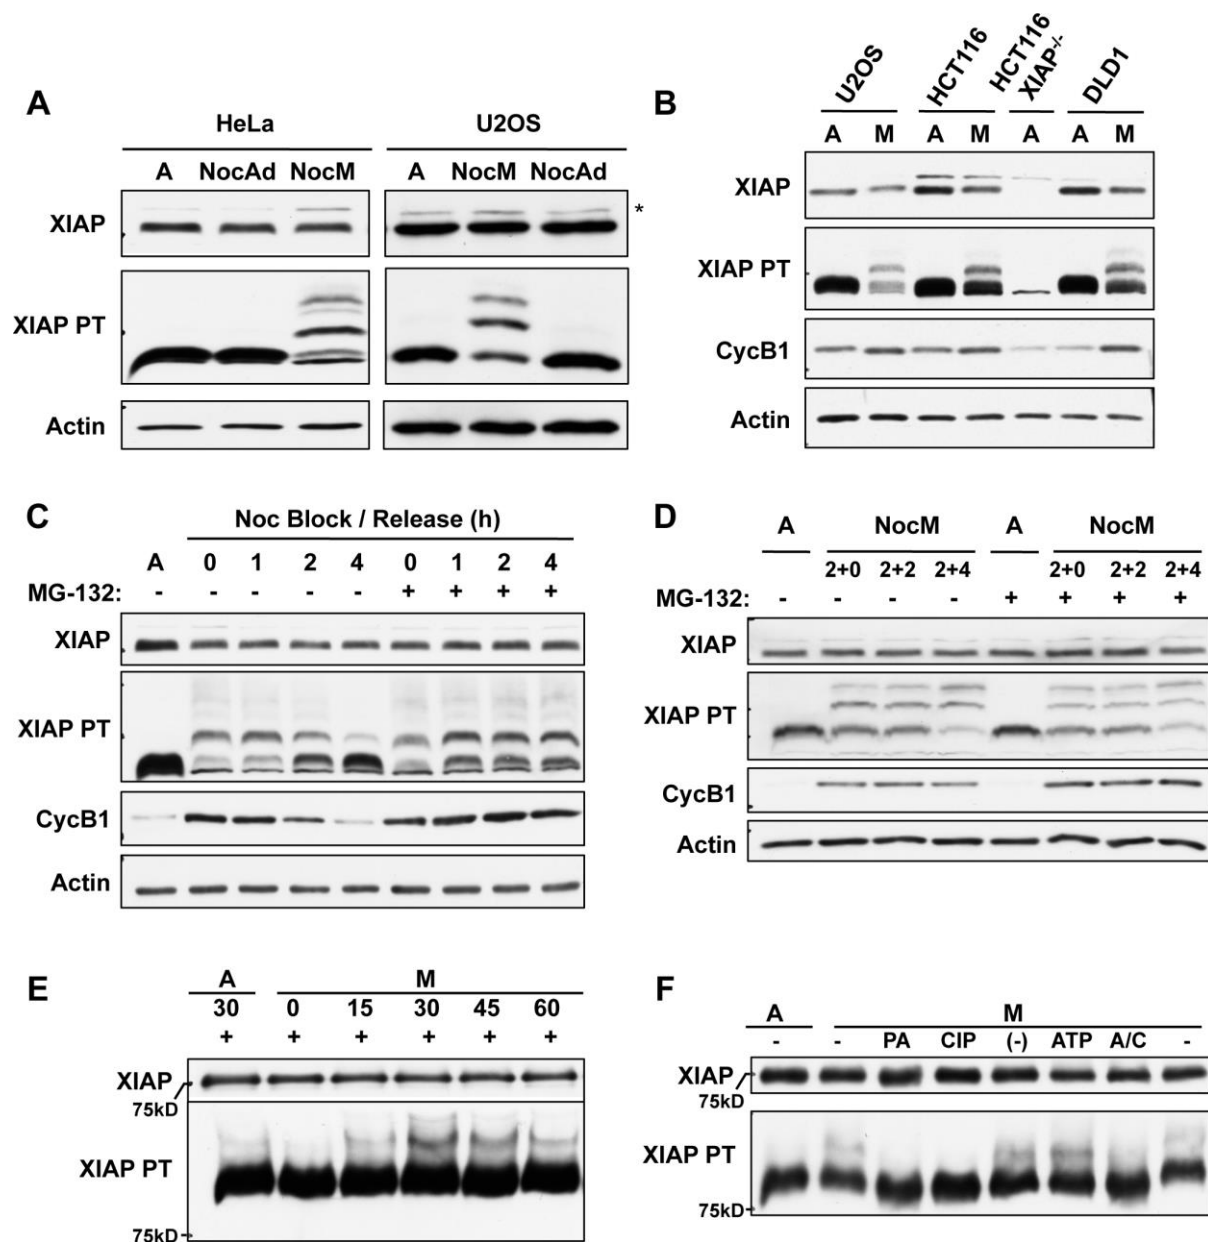 A
HeLa
U2OS
A NocAd NocM
A NocM NocAd
XIAP
*
XIAP PT
Actin
B
U2OS
HCT116
HCT116
XIAP-/-
DLD1
A M A M A A M
XIAP
XIAP PT
CycB1
Actin
C
Noc Block / Release (h)
A 0 1 2 4 0 1 2 4
MG-132: - - - - - + + + +
XIAP
XIAP PT
CycB1
Actin
D
A NocM A NocM
2+0 2+2 2+4 2+0 2+2 2+4
MG-132: - - - - + + + +
XIAP
XIAP PT
CycB1
Actin
E
A M
30 0 15 30 45 60
+ + + + + +
XIAP
75kD
XIAP PT
75kD
F
A M
- - PA CIP (-) ATP A/C -
XIAP
75kD
XIAP PT
75kD